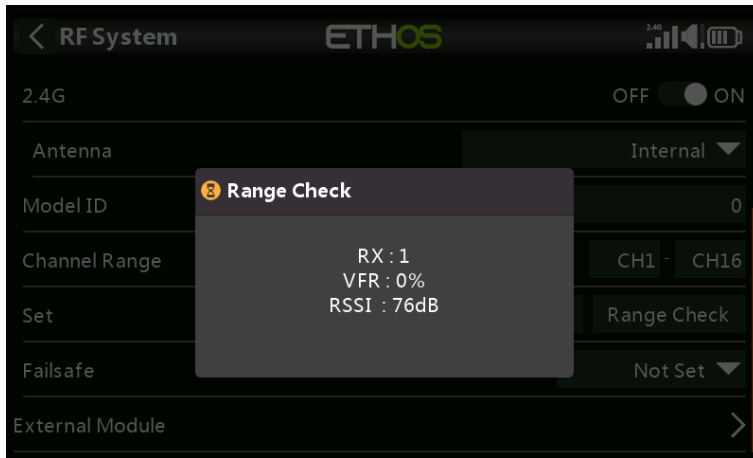 RF System
ETHOS
2.4G
2.4G
OFF ON
Antenna
Internal
Model ID
0
Range Check
RX : 1
VFR : 0%
RSSI : 76dB
Channel Range
CH1 - CH16
Set
Range Check
Failsafe
Not Set
External Module